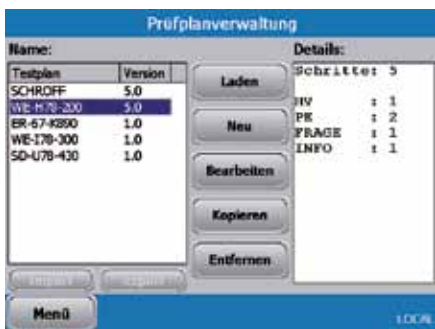 Prüfplanverwaltung
Name:
Testplan Version
SCHROFF 5.0
WE-H78-200 5.0
ER-67-K890 1.0
WE-I78-300 1.0
SD-U78-430 1.0
Laden
Neu
Bearbeiten
Kopieren
Entfernen
Details:
Schritte: 5
HV : 1
PE : 2
FRAGE : 1
INFO : 1
Menü
LOCAL